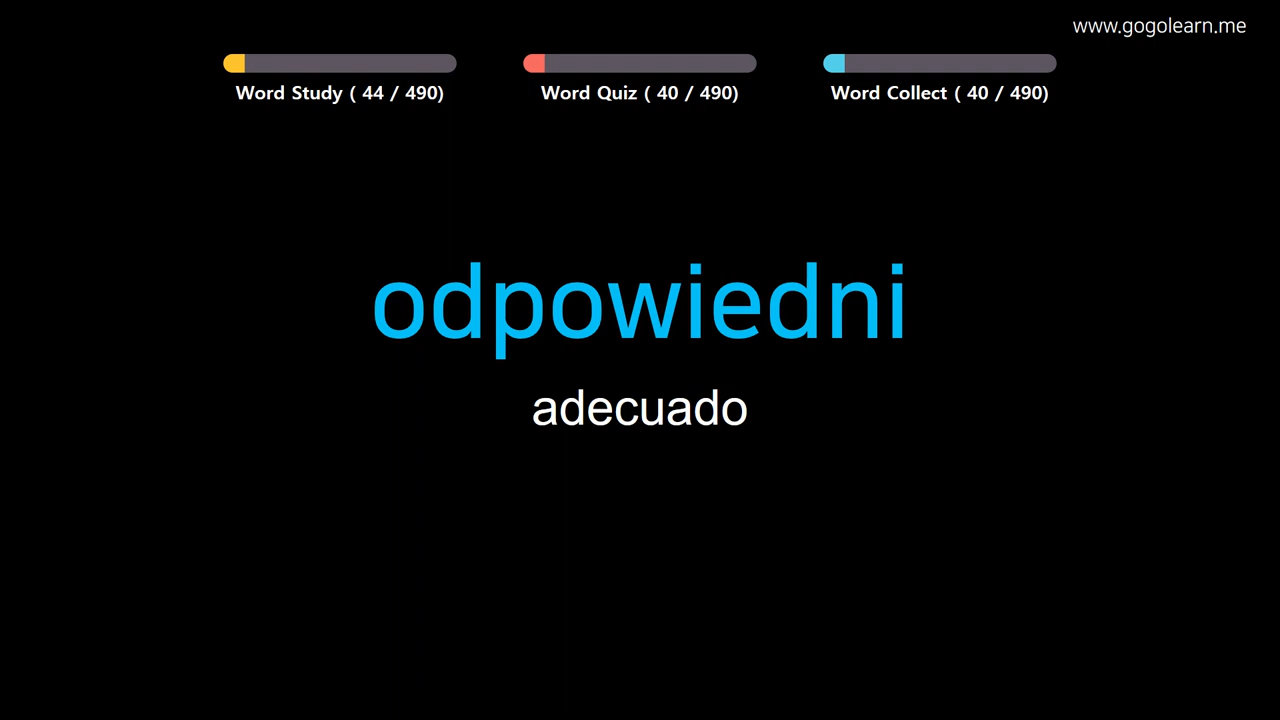 www.gogolearn.me
Word Study ( 44 / 490)
Word Quiz ( 40 / 490)
Word Collect ( 40 / 490)
odpowiedni
adecuado